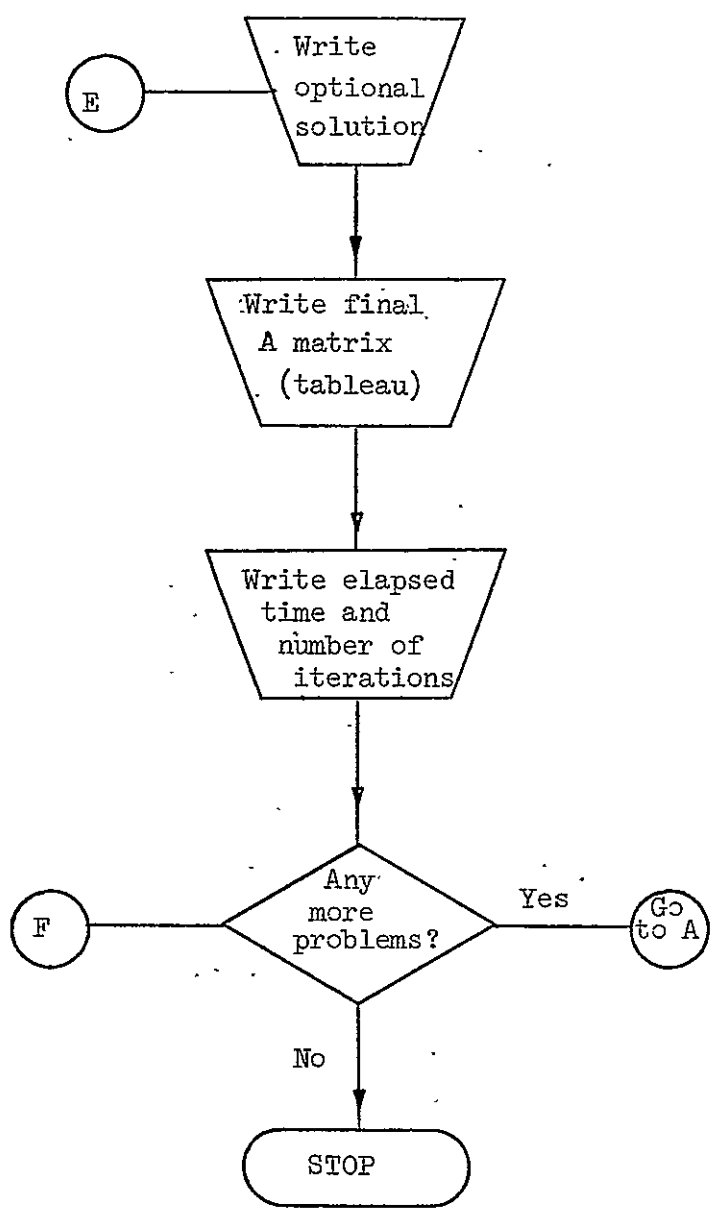 Write
optional
solution
E
Write final
A matrix
(tableau)
Write elapsed
time and
number of
iterations
Any
more
problems?
F
Yes
Go
to A
No
STOP